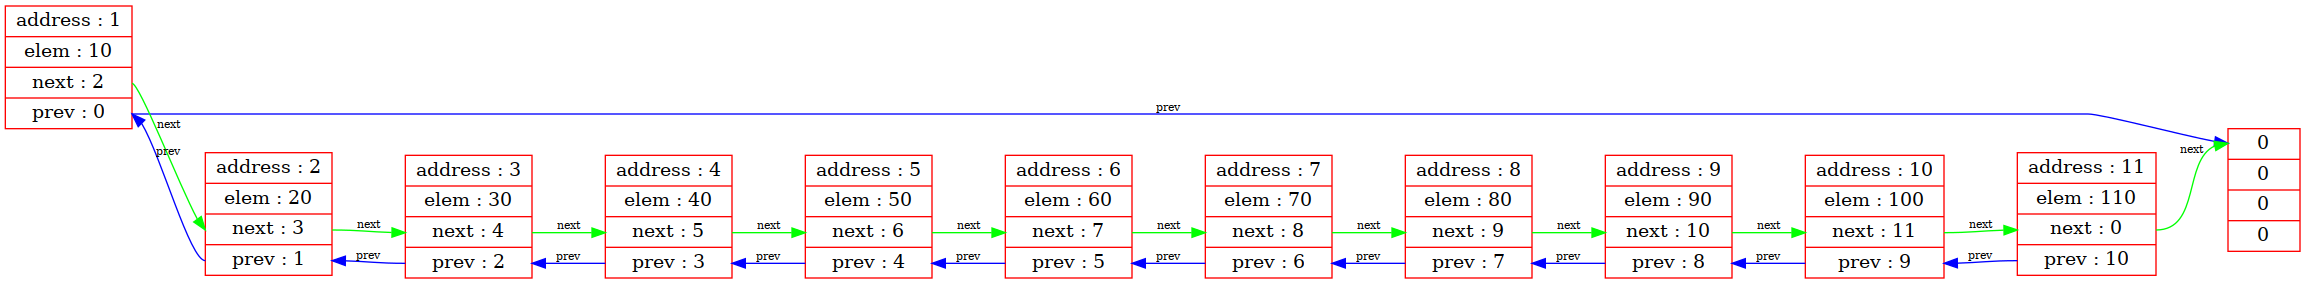 address : 1
elem : 10
next : 2
prev : 0
next
prev
prev
address : 2
elem : 20
next : 3
prev : 1
next
prev
address : 3
elem : 30
next : 4
prev : 2
next
prev
address : 4
elem : 40
next : 5
prev : 3
next
prev
address : 5
elem : 50
next : 6
prev : 4
next
prev
address : 6
elem : 60
next : 7
prev : 5
next
prev
address : 7
elem : 70
next : 8
prev : 6
next
prev
address : 8
elem : 80
next : 9
prev : 7
next
prev
address : 9
elem : 90
next : 10
prev : 8
next
prev
address : 10
elem : 100
next : 11
prev : 9
next
prev
address : 11
elem : 110
next : 0
prev : 10
next
0
0
0
0